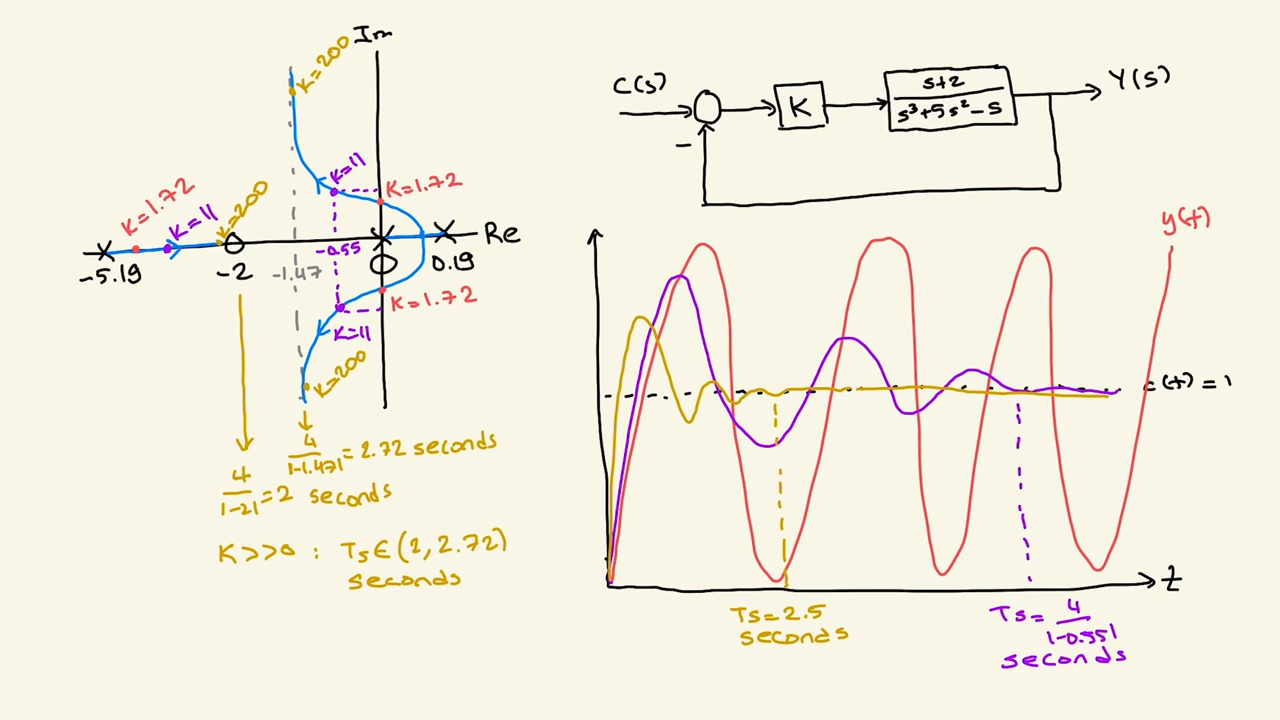 Im
K=200
K=1.72
K=11
K=200
K=11
K=1.72
Re
-5.19
-2
-1.47
-0.55
O
0.19
K=1.72
K=11
K=200
4
|-1.47|
=2.72 seconds
4
|-2|
=2 seconds
K>>0 : Ts∈(2,2.72)
seconds
C(s)
-
K
s+2
s³+5s²-s
Y(s)
y(t)
c(t)=1
t
Ts=2.5
seconds
Ts=
4
|-0.55|
seconds